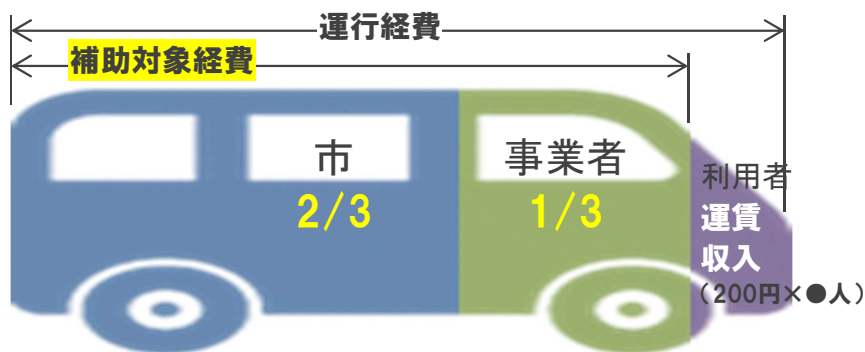 運行経費
補助対象経費
市
2/3
事業者
1/3
利用者
運賃
収入
(200円×●人)